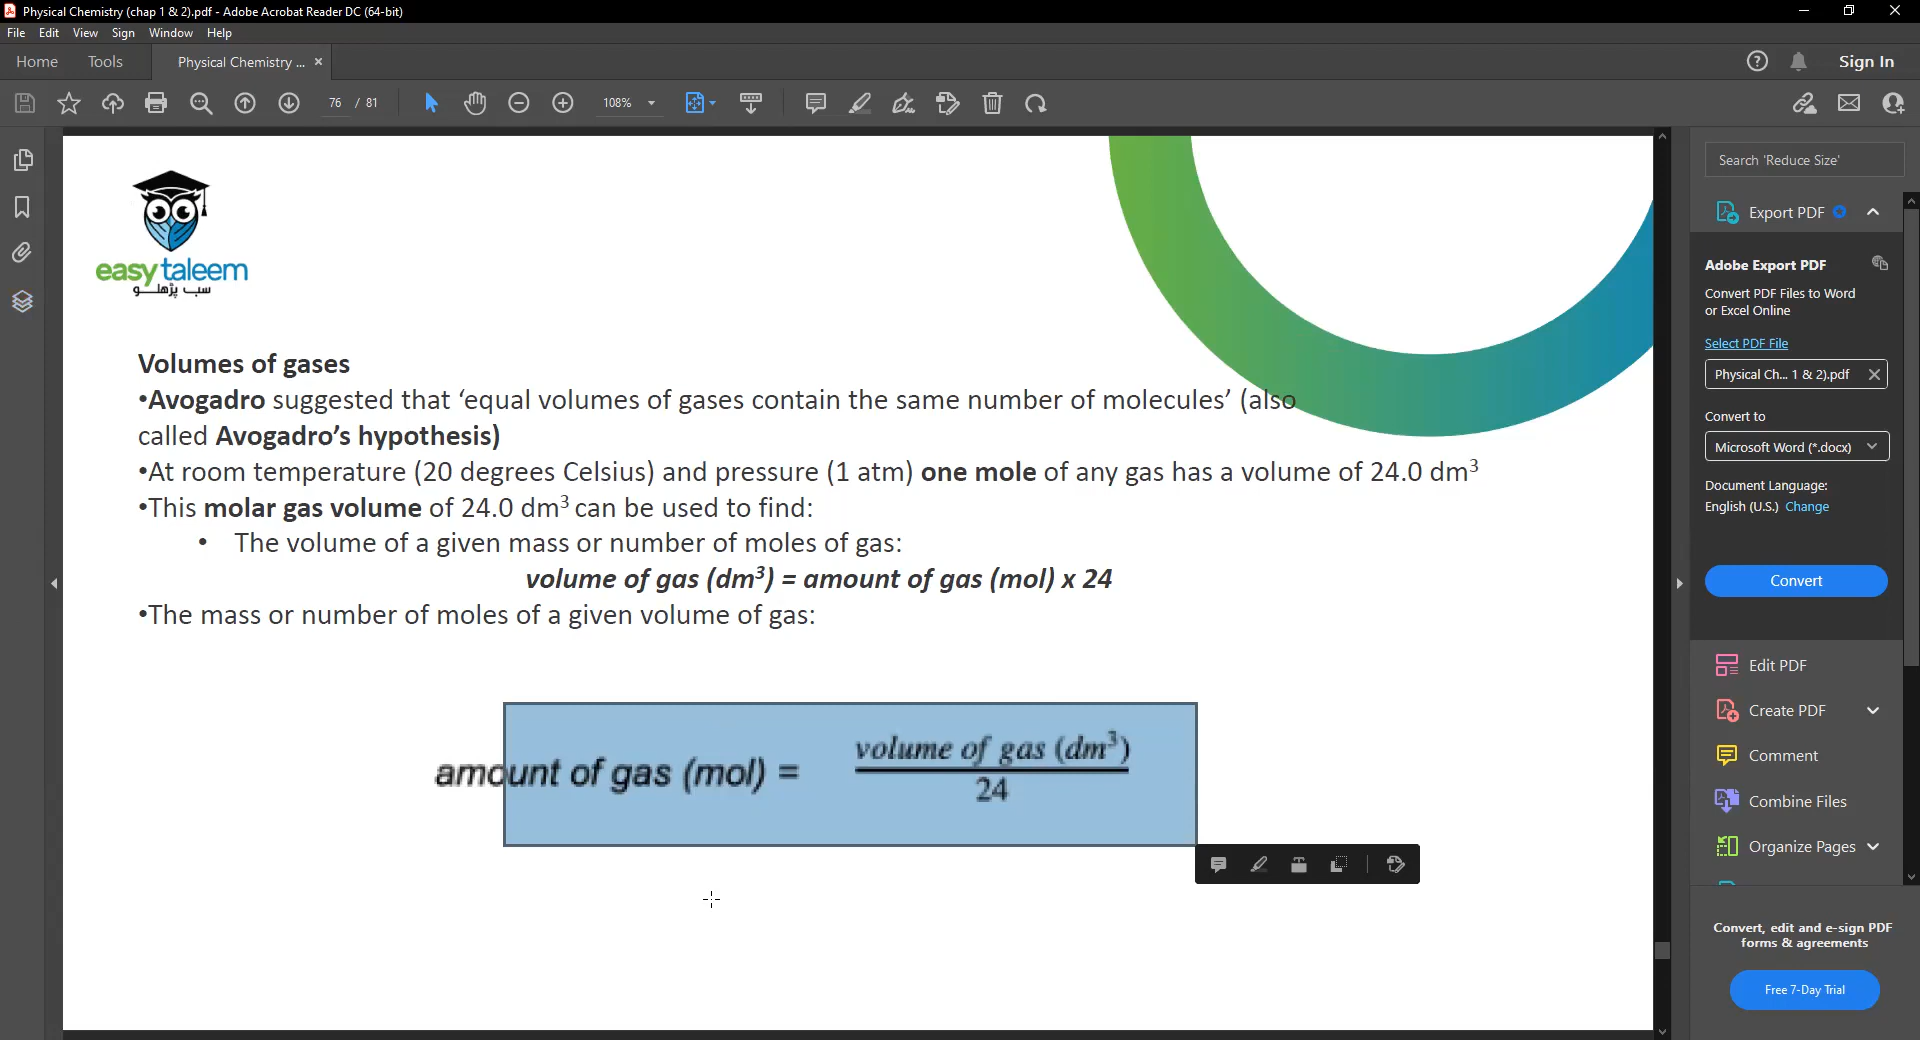 Physical Chemistry (chap 1 & 2).pdf - Adobe Acrobat Reader DC (64-bit)
File Edit View Sign Window Help
Home Tools Physical Chemistry ... × Sign In
76 / 81 108%
easytaleem
سب پڑھلو
Volumes of gases
•Avogadro suggested that ‘equal volumes of gases contain the same number of molecules’ (also
called Avogadro’s hypothesis)
•At room temperature (20 degrees Celsius) and pressure (1 atm) one mole of any gas has a volume of 24.0 dm³
•This molar gas volume of 24.0 dm³ can be used to find:
• The volume of a given mass or number of moles of gas:
volume of gas (dm³) = amount of gas (mol) x 24
•The mass or number of moles of a given volume of gas:
amount of gas (mol) =
volume of gas (dm³)
24
Search 'Reduce Size'
Export PDF
Adobe Export PDF
Convert PDF Files to Word
or Excel Online
Select PDF File
Physical Ch... 1 & 2).pdf
Convert to
Microsoft Word (*.docx)
Document Language:
English (U.S.) Change
Convert
Edit PDF
Create PDF
Comment
Combine Files
Organize Pages
Convert, edit and e-sign PDF
forms & agreements
Free 7-Day Trial